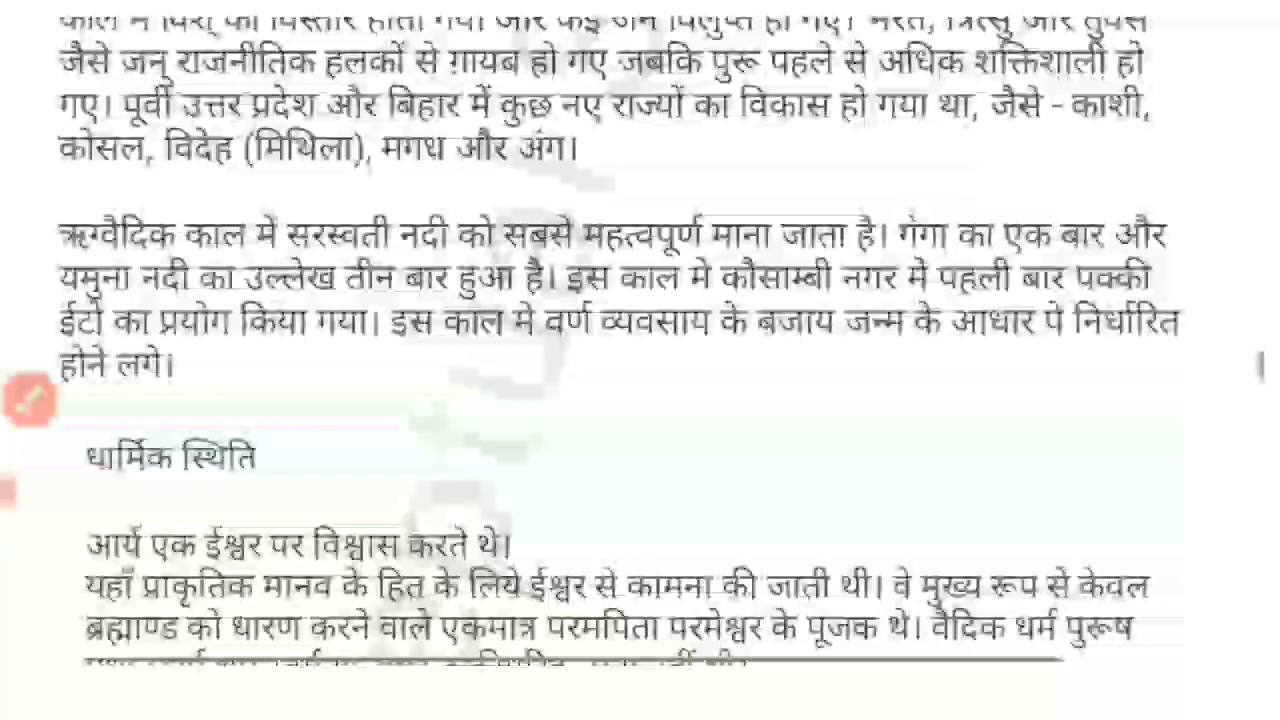 जैसे जन् राजनीतिक हलकों से ग़ायब हो गए जबकि पुरू पहले से अधिक शक्तिशाली हो
गए। पूर्वी उत्तर प्रदेश और बिहार में कुछ नए राज्यों का विकास हो गया था, जैसे - काशी,
कोसल, विदेह (मिथिला), मगध और अंग।
ऋग्वैदिक काल में सरस्वती नदी को सबसे महत्वपूर्ण माना जाता है। गंगा का एक बार और
यमुना नदी का उल्लेख तीन बार हुआ है। इस काल मे कौसाम्बी नगर में पहली बार पक्की
ईटो का प्रयोग किया गया। इस काल मे वर्ण व्यवसाय के बजाय जन्म के आधार पे निर्धारित
होने लगे।
धार्मिक स्थिति
आर्य एक ईश्वर पर विश्वास करते थे।
यहाँ प्राकृतिक मानव के हित के लिये ईश्वर से कामना की जाती थी। वे मुख्य रूप से केवल
ब्रह्माण्ड को धारण करने वाले एकमात्र परमपिता परमेश्वर के पूजक थे। वैदिक धर्म पुरूष